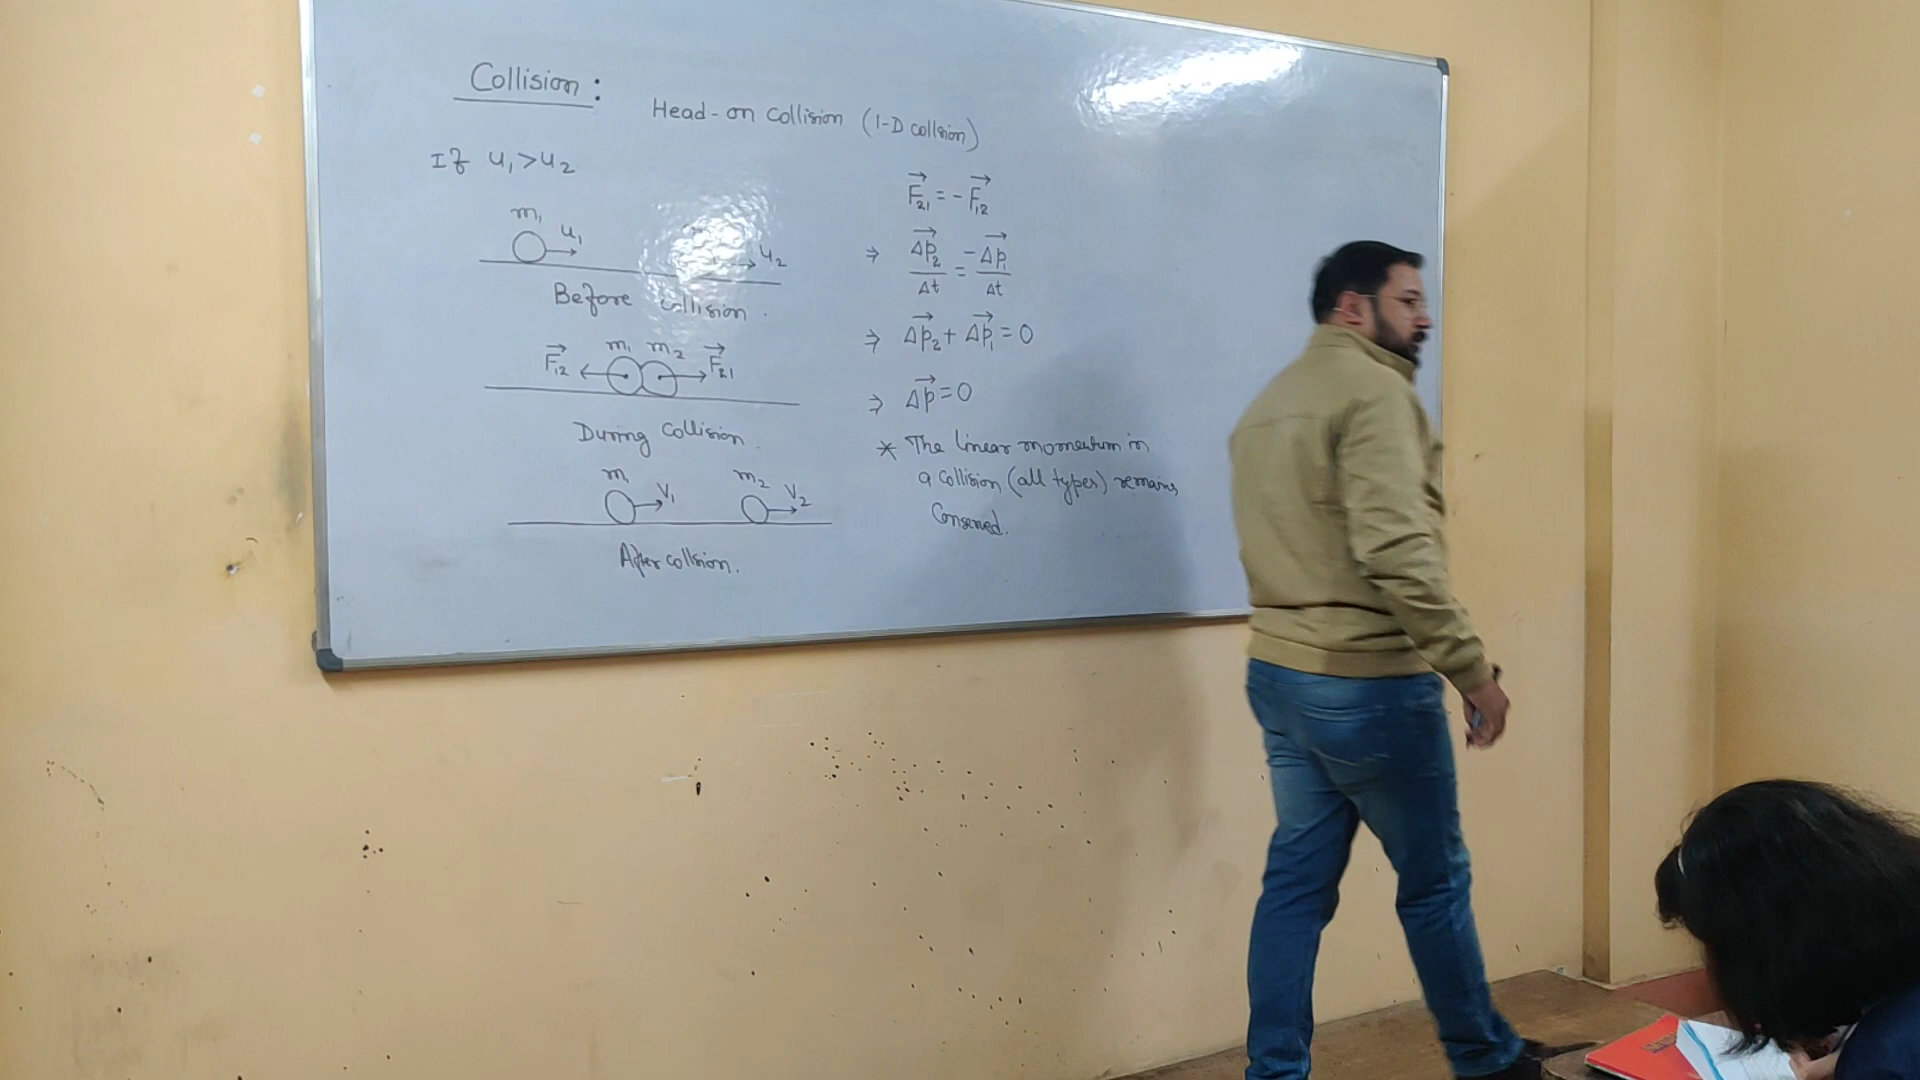 Collision :
Head-on Collision (1-D collision)
If u₁>u₂
m₁
u₁
u₂
Before collision.
m₁ m₂
F₁₂→ F₂₁→
During Collision.
m₁ m₂
V₁ V₂
After collision.
F₂₁→ = - F₁₂→
⇒ Δp₂→/Δt = -Δp₁→/Δt
⇒ Δp₂→ + Δp₁→ = 0
⇒ Δp→ = 0
* The linear momentum in
a collision (all types) remains
Conserved.